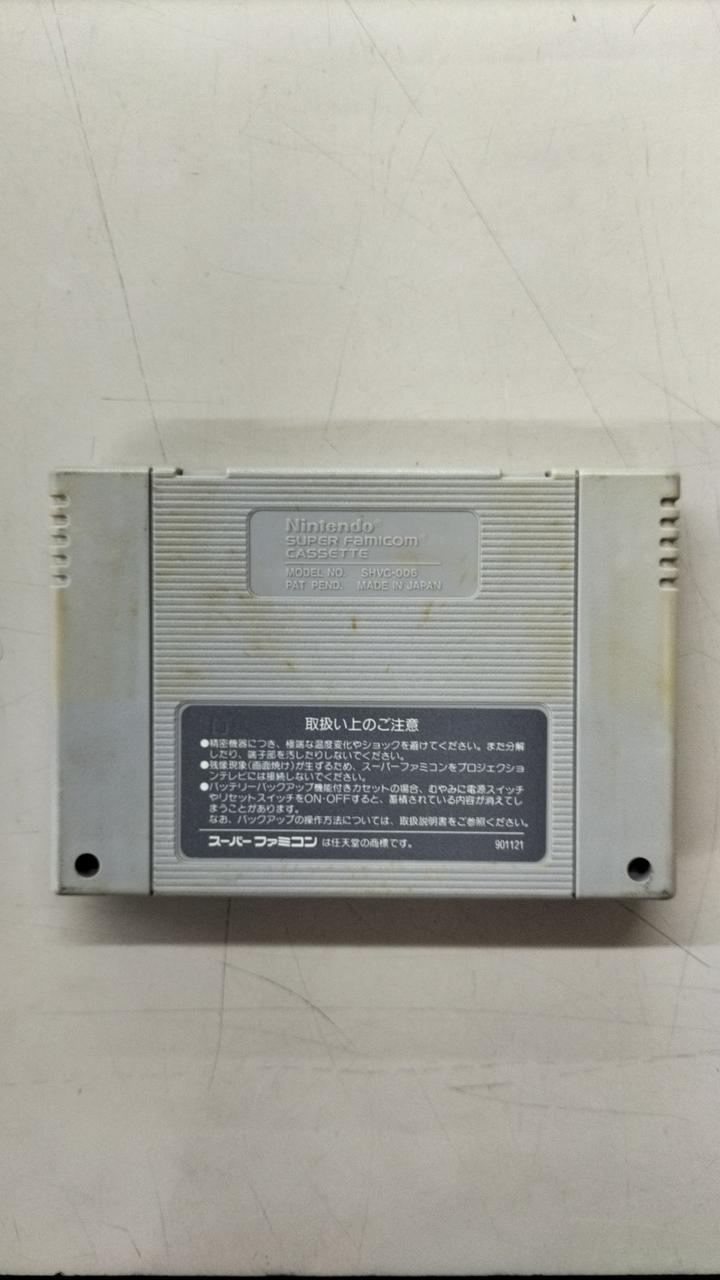 Nintendo®
SUPER FAMICOM®
CASSETTE
MODEL NO. SHVC-006
PAT. PEND. MADE IN JAPAN
取扱い上のご注意
●精密機器につき、極端な温度変化やショックを避けてください。また分解
したり、端子部を汚したりしないでください。
●残像現象(画面焼け)が生ずるため、スーパーファミコンをプロジェクショ
ンテレビには接続しないでください。
●バッテリーバックアップ機能付きカセットの場合、むやみに電源スイッチ
やリセットスイッチをON・OFFすると、蓄積されている内容が消えてし
まうことがあります。
なお、バックアップの操作方法については、取扱説明書をご参照ください。
スーパーファミコン は任天堂の商標です。 901121